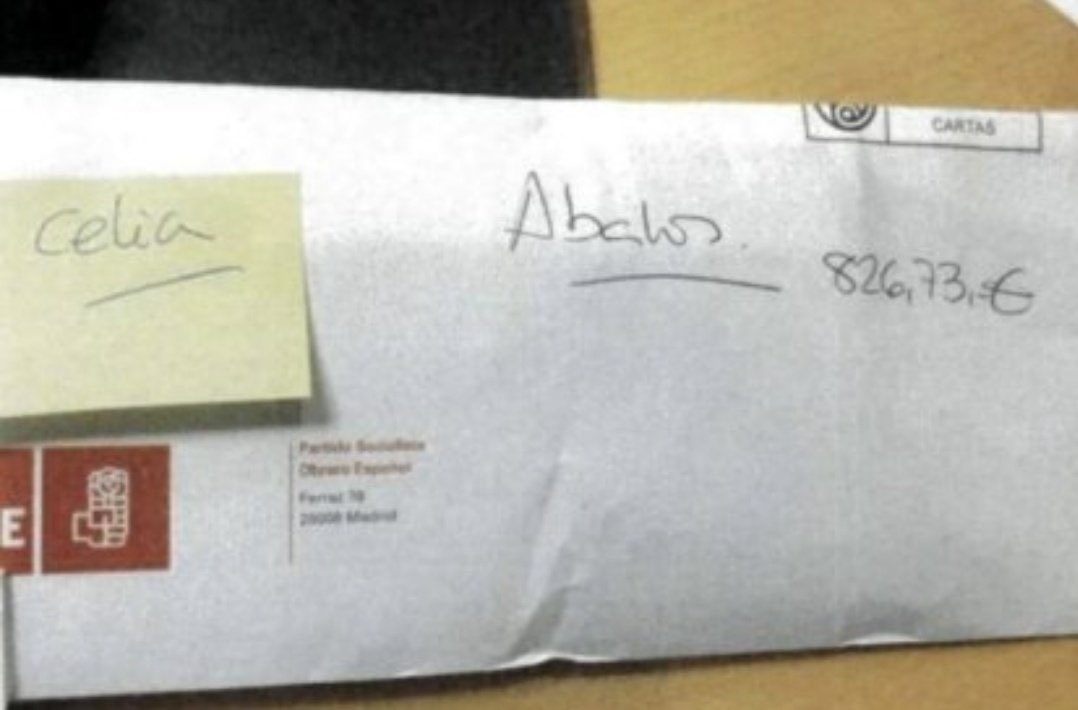 CARTAS
Celia
Abalos.
826,73,-€
E
Partido Socialista
Obrero Español
Ferraz 70
28008 Madrid